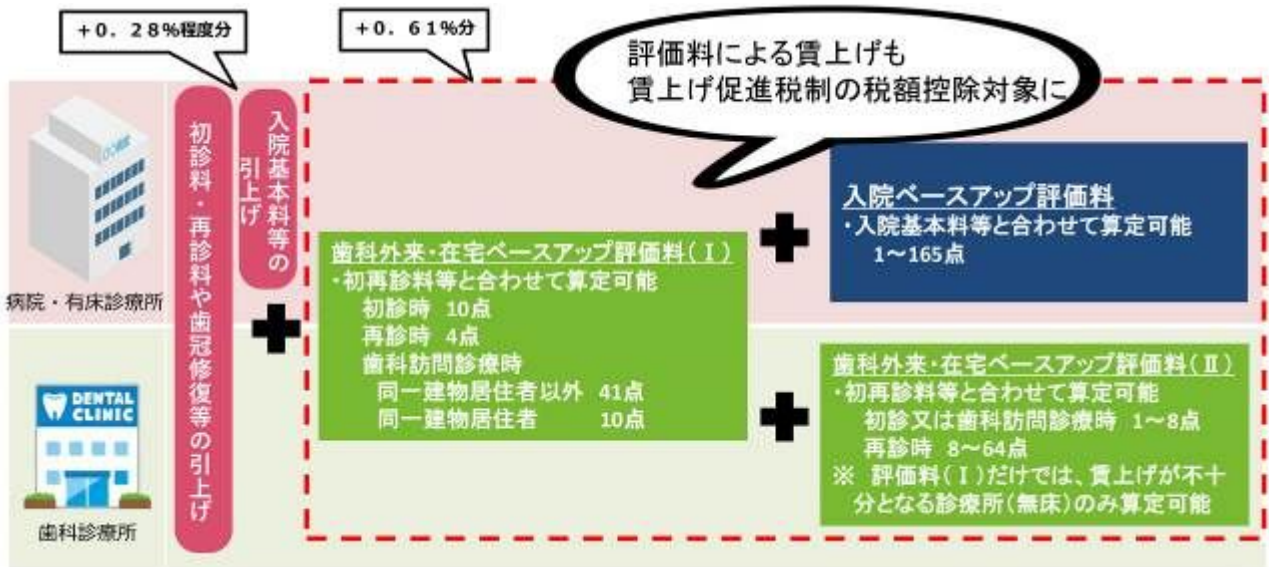 +0.28%程度分
+0.61%分
評価料による賃上げも
賃上げ促進税制の税額控除対象に
病院・有床診療所
初診料・再診料や歯冠修復等の引上げ
入院基本料等の
引上げ
歯科外来・在宅ベースアップ評価料(Ⅰ)
・初再診料等と合わせて算定可能
初診時 10点
再診時 4点
歯科訪問診療時
同一建物居住者以外 41点
同一建物居住者 10点
入院ベースアップ評価料
・入院基本料等と合わせて算定可能
1～165点
DENTAL
CLINIC
歯科診療所
歯科外来・在宅ベースアップ評価料(Ⅱ)
・初再診料等と合わせて算定可能
初診又は歯科訪問診療時 1～8点
再診時 8～64点
※ 評価料(Ⅰ)だけでは、賃上げが不十
分となる診療所(無床)のみ算定可能